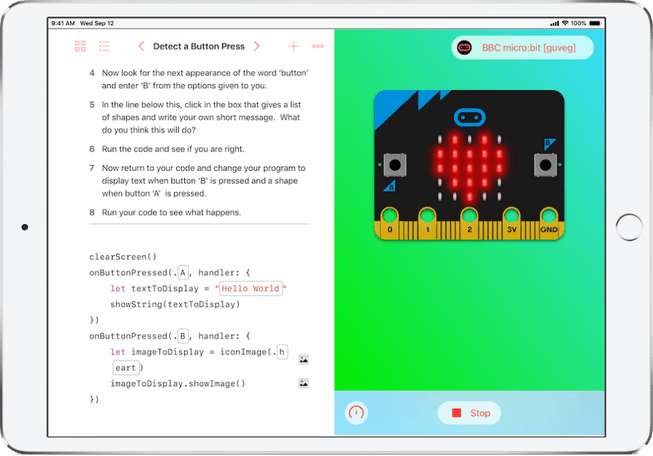 9:41 AM Wed Sep 12
100%
Detect a Button Press
BBC micro:bit [guveg]
4 Now look for the next appearance of the word 'button'
and enter 'B' from the options given to you.
5 In the line below this, click in the box that gives a list
of shapes and write your own short message. What
do you think this will do?
6 Run the code and see if you are right.
7 Now return to your code and change your program to
display text when button 'B' is pressed and a shape
when button 'A' is pressed.
8 Run your code to see what happens.
clearScreen()
onButtonPressed(.A, handler: {
let textToDisplay = "Hello World"
showString(textToDisplay)
})
onButtonPressed(.B, handler: {
let imageToDisplay = iconImage(.h
eart)
imageToDisplay.showImage()
})
B
A
0 1 2 3V GND
Stop